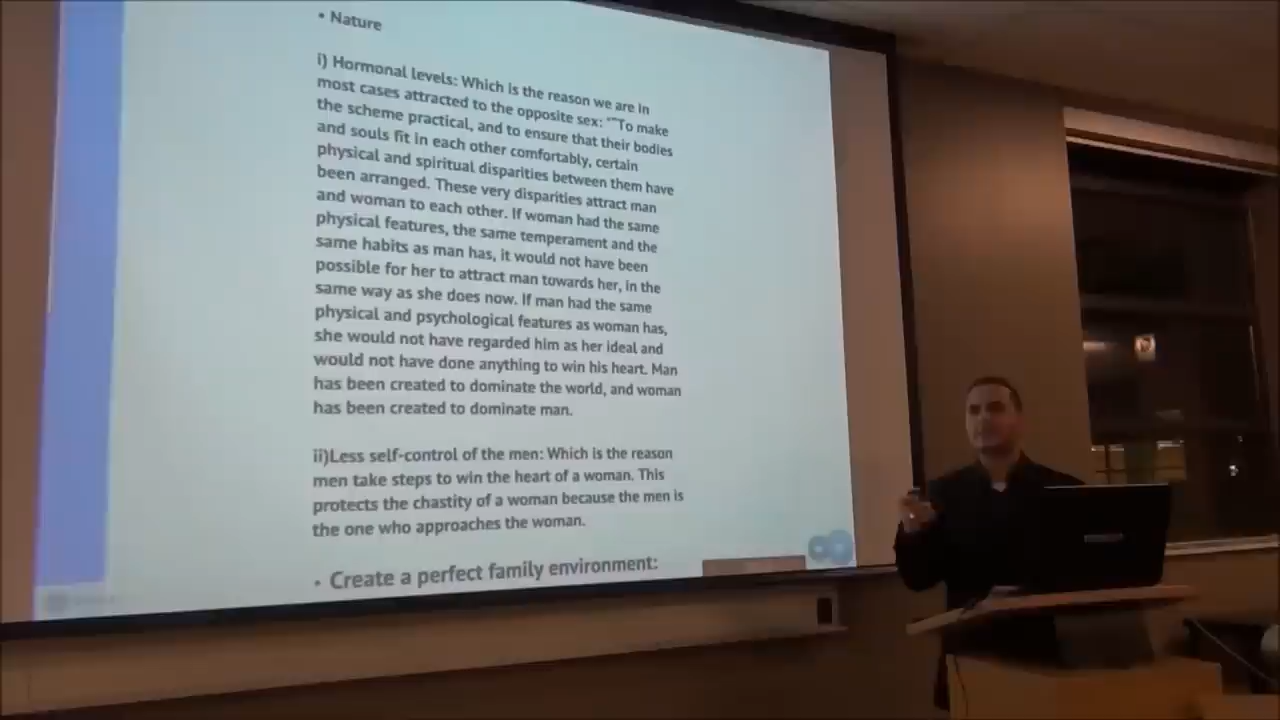 • Nature
i) Hormonal levels: Which is the reason we are in
most cases attracted to the opposite sex: "“To make
the scheme practical, and to ensure that their bodies
and souls fit in each other comfortably, certain
physical and spiritual disparities between them have
been arranged. These very disparities attract man
and woman to each other. If woman had the same
physical features, the same temperament and the
same habits as man has, it would not have been
possible for her to attract man towards her, in the
same way as she does now. If man had the same
physical and psychological features as woman has,
she would not have regarded him as her ideal and
would not have done anything to win his heart. Man
has been created to dominate the world, and woman
has been created to dominate man.
ii)Less self-control of the men: Which is the reason
men take steps to win the heart of a woman. This
protects the chastity of a woman because the men is
the one who approaches the woman.
• Create a perfect family environment: